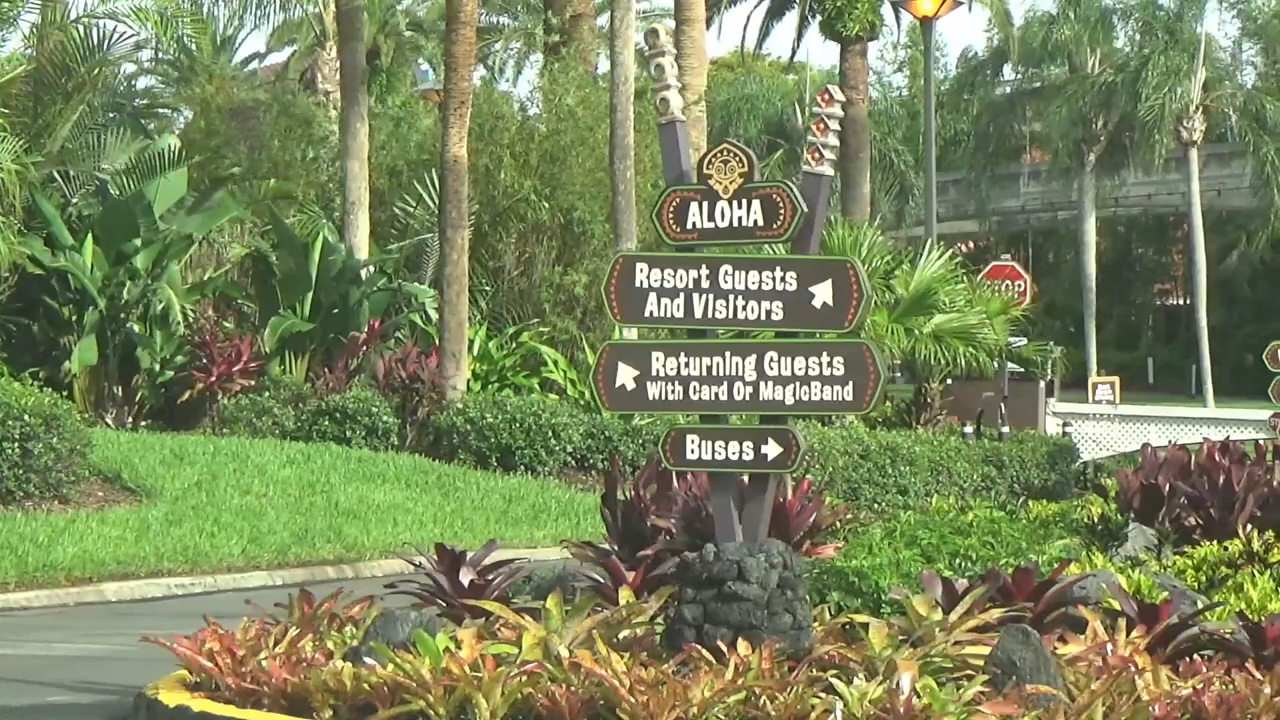 ALOHA
Resort Guests
And Visitors
Returning Guests
With Card Or MagicBand
Buses
STOP